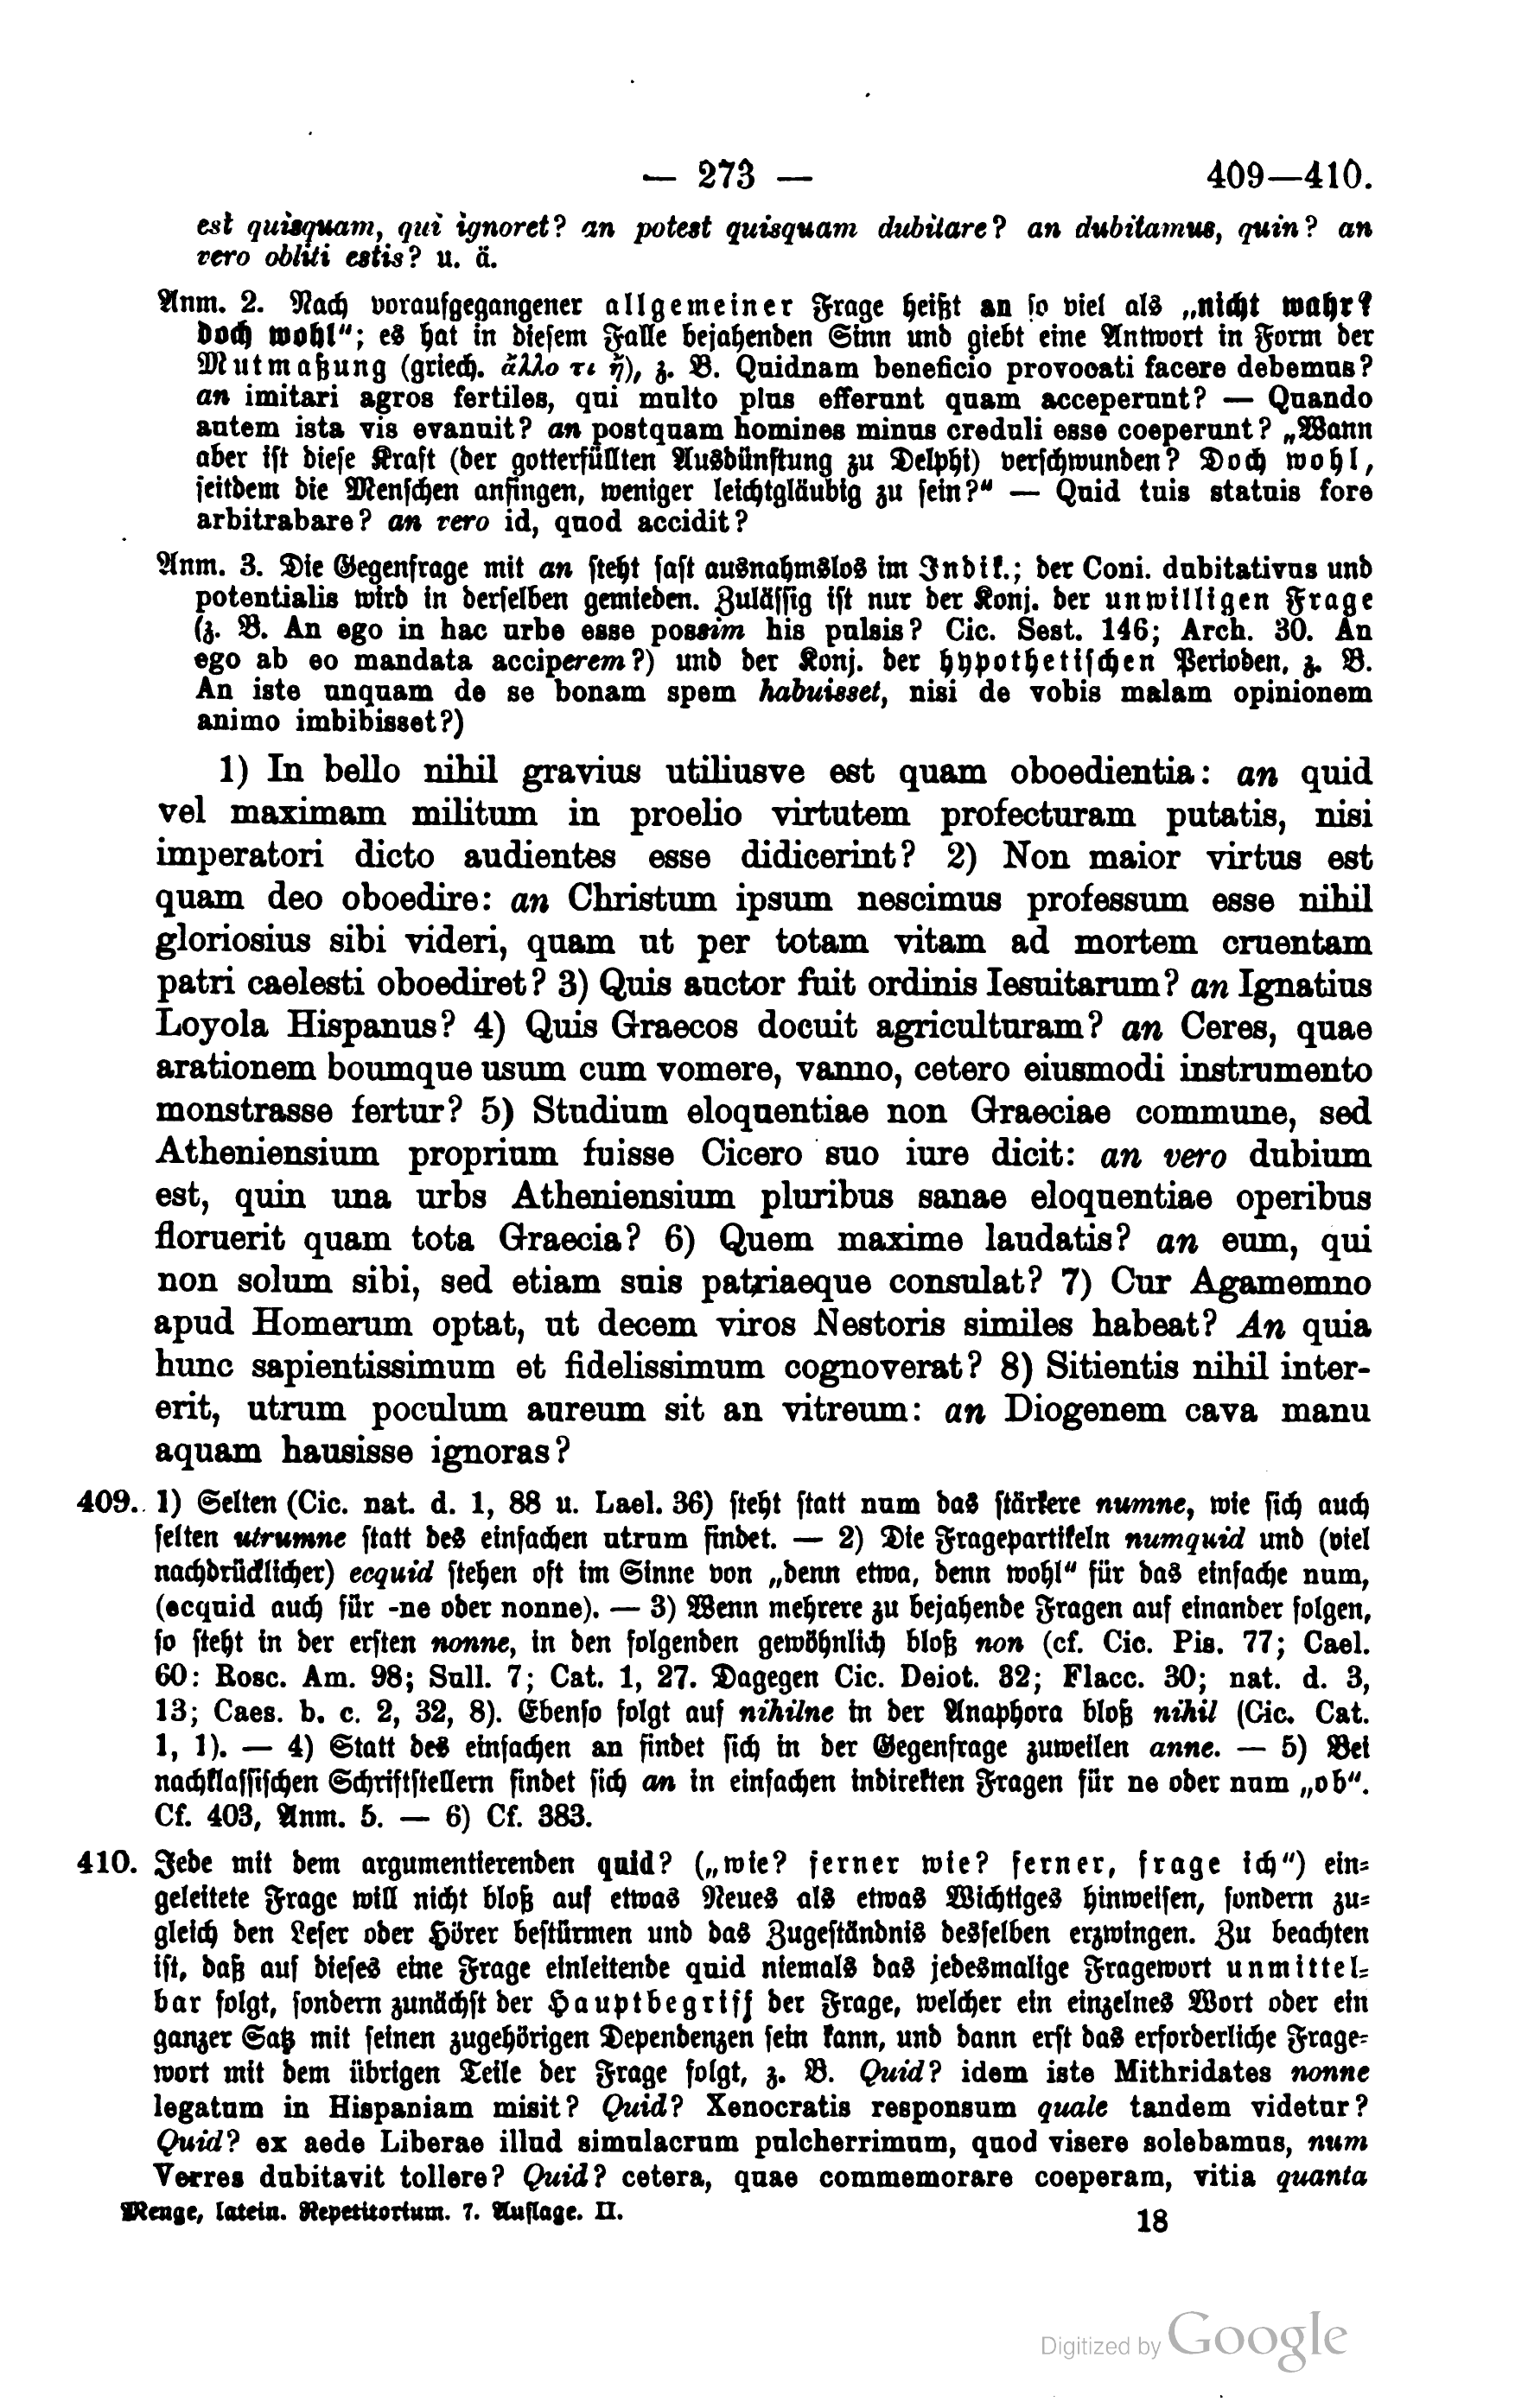 — 273 — 409—410.
est quisquam, qui ignoret? an potest quisquam dubitare? an dubitamus, quin? an
vero obliti estis? u. ä.
Anm. 2. Nach voraufgegangener allgemeiner Frage heißt an so viel als „nicht wahr?
doch wohl“; es hat in diesem Falle bejahenden Sinn und giebt eine Antwort in Form der
Mutmaßung (griech. ἄλλο τι ἤ), z. B. Quidnam beneficio provocati facere debemus?
an imitari agros fertiles, qui multo plus efferunt quam acceperunt? — Quando
autem ista vis evanuit? an postquam homines minus creduli esse coeperunt? „Wann
aber ist diese Kraft (der gotterfüllten Ausdünstung zu Delphi) verschwunden? Doch wohl,
seitdem die Menschen anfingen, weniger leichtgläubig zu sein?“ — Quid tuis statuis fore
arbitrabare? an vero id, quod accidit?
Anm. 3. Die Gegenfrage mit an steht fast ausnahmslos im Indik.; der Coni. dubitativus und
potentialis wird in derselben gemieden. Zulässig ist nur der Konj. der unwilligen Frage
(z. B. An ego in hac urbe esse possim his pulsis? Cic. Sest. 146; Arch. 30. An
ego ab eo mandata acciperem?) und der Konj. der hypothetischen Perioden, z. B.
An iste unquam de se bonam spem habuisset, nisi de vobis malam opinionem
animo imbibisset?)
1) In bello nihil gravius utiliusve est quam oboedientia: an quid
vel maximam militum in proelio virtutem profecturam putatis, nisi
imperatori dicto audientes esse didicerint? 2) Non maior virtus est
quam deo oboedire: an Christum ipsum nescimus professum esse nihil
gloriosius sibi videri, quam ut per totam vitam ad mortem cruentam
patri caelesti oboediret? 3) Quis auctor fuit ordinis Iesuitarum? an Ignatius
Loyola Hispanus? 4) Quis Graecos docuit agriculturam? an Ceres, quae
arationem boumque usum cum vomere, vanno, cetero eiusmodi instrumento
monstrasse fertur? 5) Studium eloquentiae non Graeciae commune, sed
Atheniensium proprium fuisse Cicero suo iure dicit: an vero dubium
est, quin una urbs Atheniensium pluribus sanae eloquentiae operibus
floruerit quam tota Graecia? 6) Quem maxime laudatis? an eum, qui
non solum sibi, sed etiam suis patriaeque consulat? 7) Cur Agamemno
apud Homerum optat, ut decem viros Nestoris similes habeat? An quia
hunc sapientissimum et fidelissimum cognoverat? 8) Sitientis nihil inter-
erit, utrum poculum aureum sit an vitreum: an Diogenem cava manu
aquam hausisse ignoras?
409. 1) Selten (Cic. nat. d. 1, 88 u. Lael. 36) steht statt num das stärkere numne, wie sich auch
selten utrumne statt des einfachen utrum findet. — 2) Die Fragepartikeln numquid und (viel
nachdrücklicher) ecquid stehen oft im Sinne von „denn etwa, denn wohl“ für das einfache num,
(ecquid auch für -ne oder nonne). — 3) Wenn mehrere zu bejahende Fragen auf einander folgen,
so steht in der ersten nonne, in den folgenden gewöhnlich bloß non (cf. Cic. Pis. 77; Cael.
60: Rosc. Am. 98; Sull. 7; Cat. 1, 27. Dagegen Cic. Deiot. 32; Flacc. 30; nat. d. 3,
13; Caes. b. c. 2, 32, 8). Ebenso folgt auf nihilne in der Anaphora bloß nihil (Cic. Cat.
1, 1). — 4) Statt des einfachen an findet sich in der Gegenfrage zuweilen anne. — 5) Bei
nachklassischen Schriftstellern findet sich an in einfachen indirekten Fragen für ne oder num „ob“.
Cf. 403, Anm. 5. — 6) Cf. 383.
410. Jede mit dem argumentierenden quid? („wie? ferner wie? ferner, frage ich“) ein-
geleitete Frage will nicht bloß auf etwas Neues als etwas Wichtiges hinweisen, sondern zu-
gleich den Leser oder Hörer bestürmen und das Zugeständnis desselben erzwingen. Zu beachten
ist, daß auf dieses eine Frage einleitende quid niemals das jedesmalige Fragewort unmittel-
bar folgt, sondern zunächst der Hauptbegriff der Frage, welcher ein einzelnes Wort oder ein
ganzer Satz mit seinen zugehörigen Dependenzen sein kann, und dann erst das erforderliche Frage-
wort mit dem übrigen Teile der Frage folgt, z. B. Quid? idem iste Mithridates nonne
legatum in Hispaniam misit? Quid? Xenocratis responsum quale tandem videtur?
Quid? ex aede Liberae illud simulacrum pulcherrimum, quod visere solebamus, num
Verres dubitavit tollere? Quid? cetera, quae commemorare coeperam, vitia quanta
Menge, latein. Repetitorium. 7. Auflage. II. 18
Digitized by Google